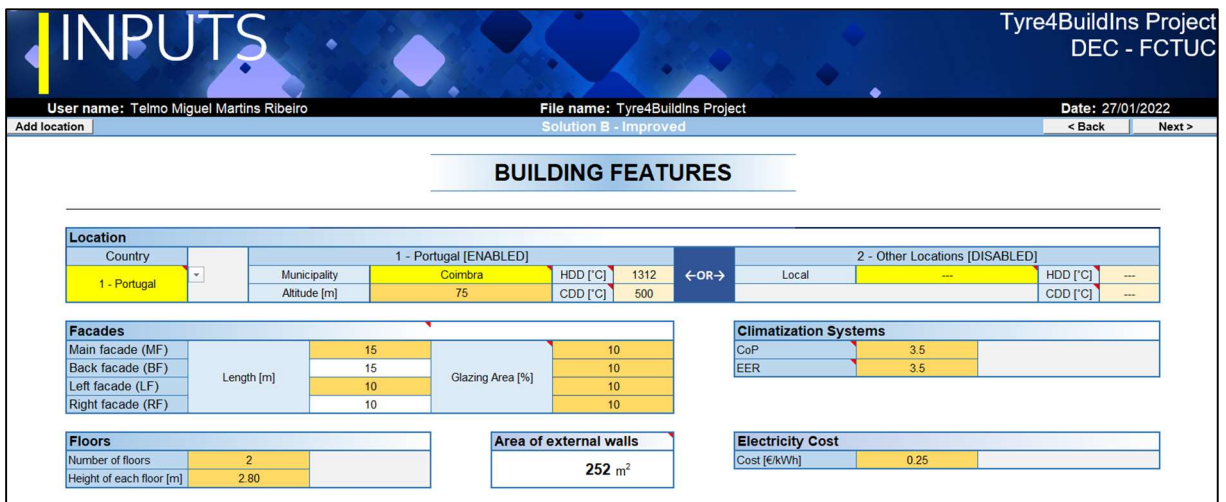 INPUTS
Tyre4BuildIns Project
DEC - FCTUC
User name: Telmo Miguel Martins Ribeiro File name: Tyre4BuildIns Project Date: 27/01/2022
Add location Solution B - Improved < Back Next >
BUILDING FEATURES
Location
Country 1 - Portugal [ENABLED] 2 - Other Locations [DISABLED]
1 - Portugal Municipality Coimbra HDD [°C] 1312 ←OR→ Local --- HDD [°C] ---
Altitude [m] 75 CDD [°C] 500 CDD [°C] ---
Facades Climatization Systems
Main facade (MF) 15 10 CoP 3.5
Back facade (BF) 15 10 EER 3.5
Length [m] Glazing Area [%]
Left facade (LF) 10 10
Right facade (RF) 10 10
Floors Area of external walls Electricity Cost
Number of floors 2 252 m² Cost [€/kWh] 0.25
Height of each floor [m] 2.80